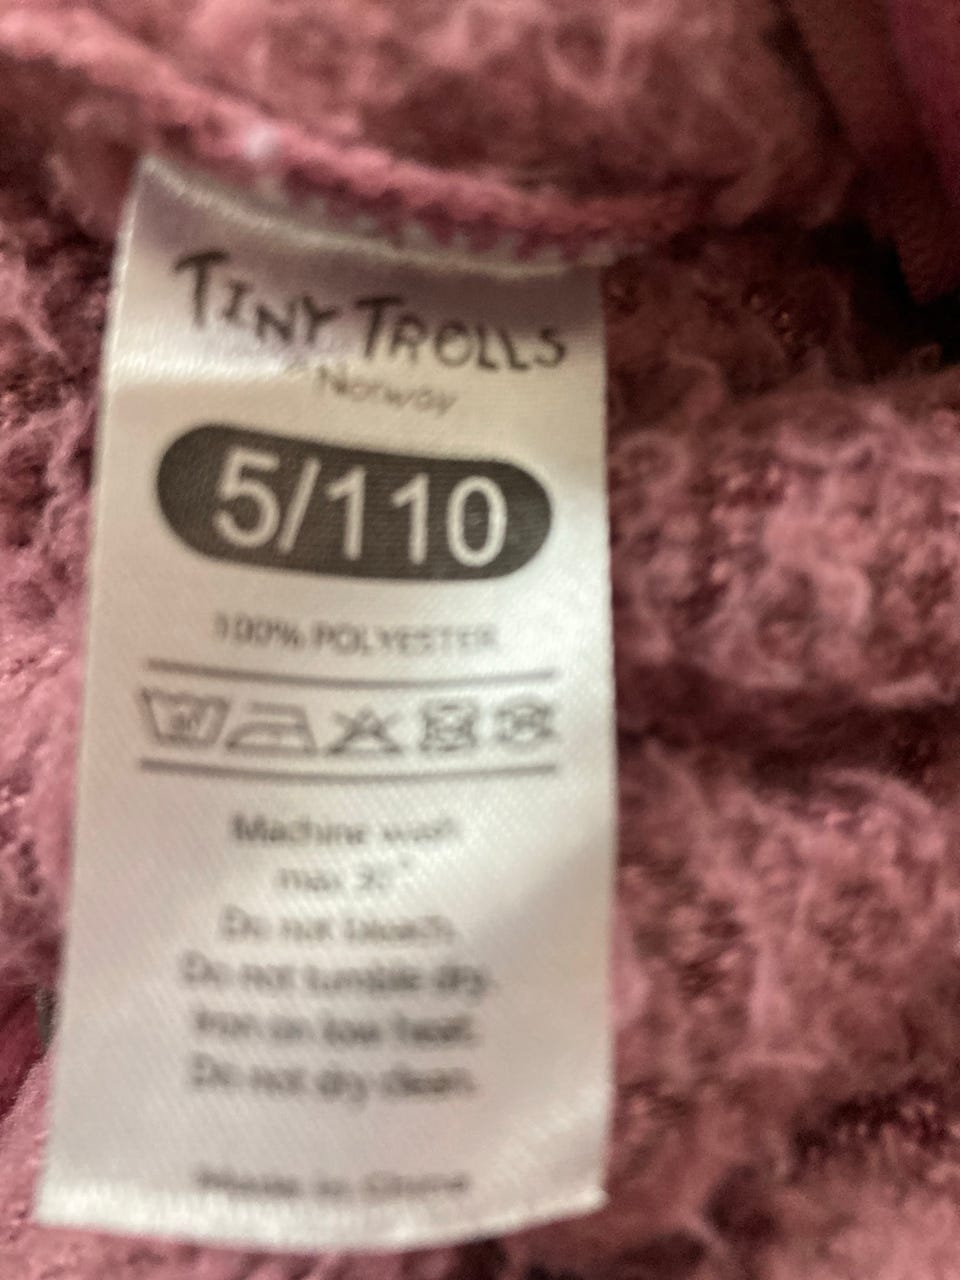 TINY TROLLS
Norway
5/110
100% POLYESTER
Machine wash
max 30°
Do not bleach.
Do not tumble dry.
Iron on low heat.
Do not dry clean.
Made in China